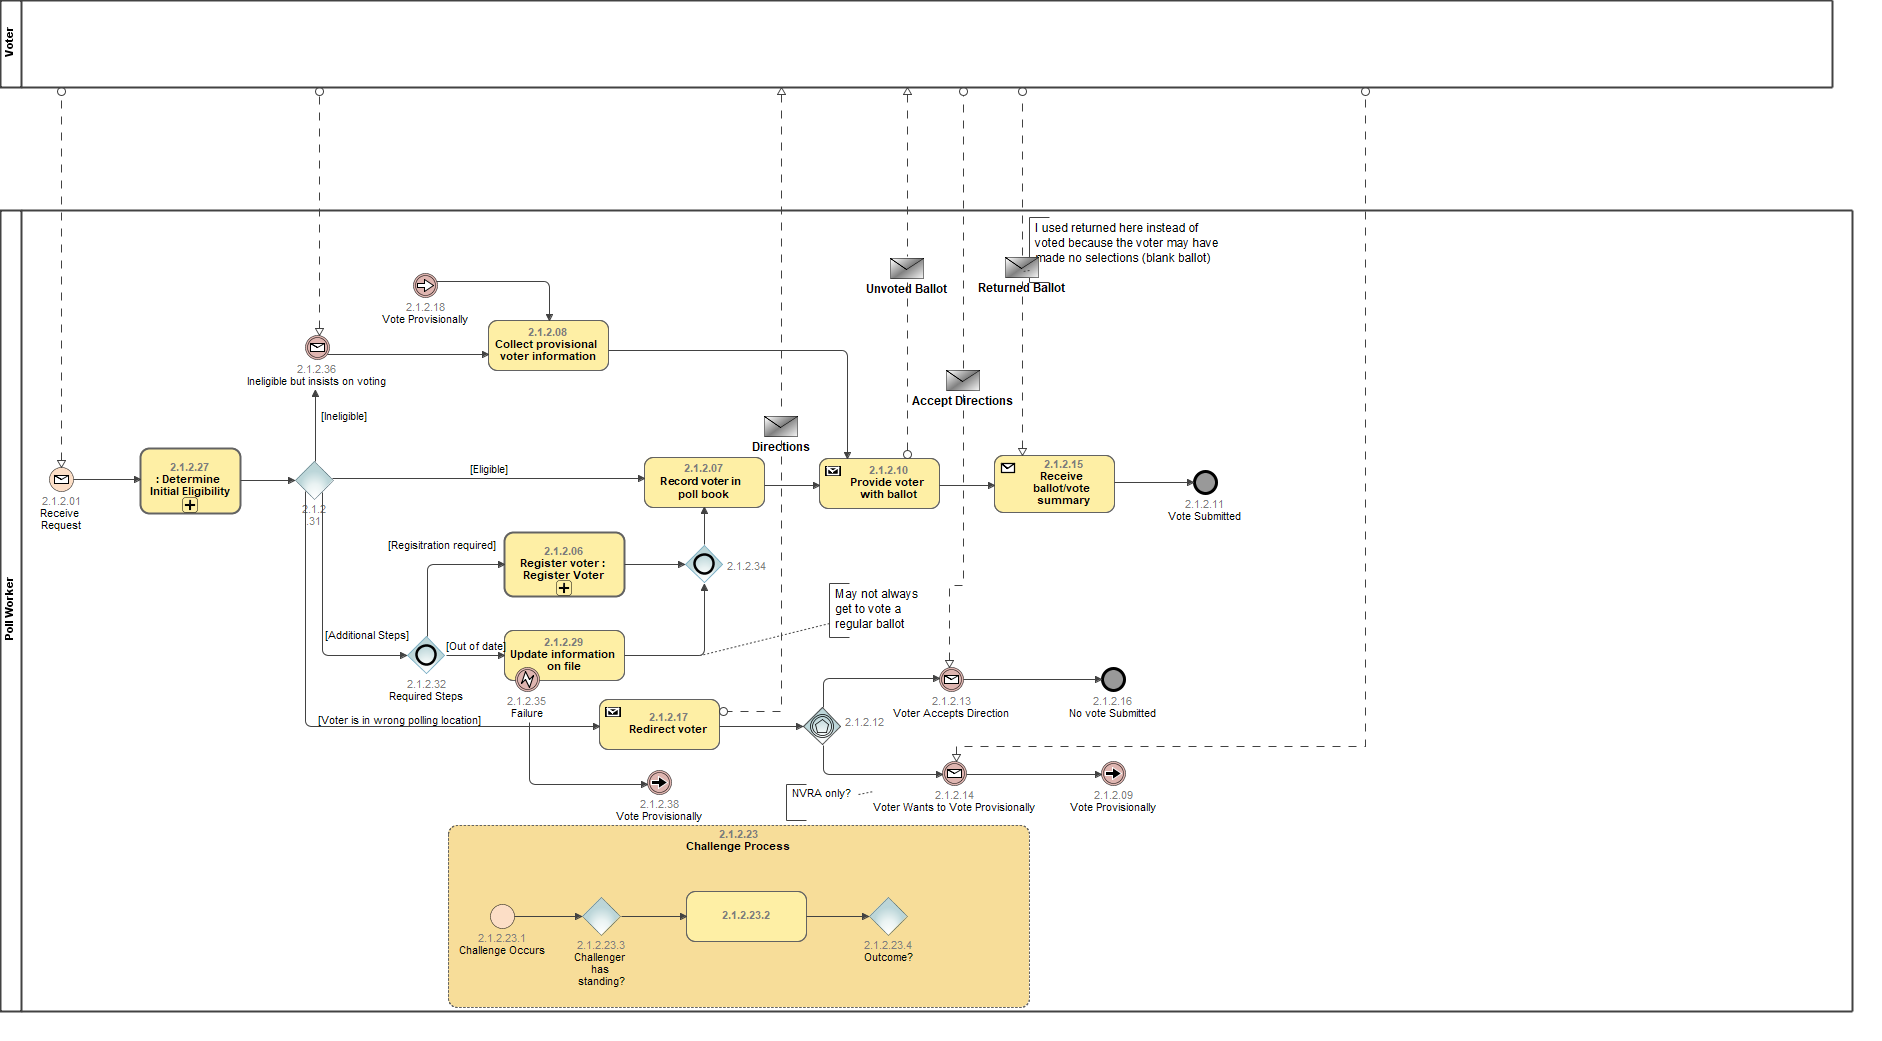 Voter
Poll Worker
I used returned here instead of
voted because the voter may have
made no selections (blank ballot)
Unvoted Ballot
Returned Ballot
2.1.2.18
Vote Provisionally
2.1.2.08
Collect provisional
voter information
2.1.2.36
Ineligible but insists on voting
[Ineligible]
Accept Directions
Directions
2.1.2.01
Receive
Request
2.1.2.27
: Determine
Initial Eligibility
2.1.2
.31
[Eligible]
2.1.2.07
Record voter in
poll book
2.1.2.10
Provide voter
with ballot
2.1.2.15
Receive
ballot/vote
summary
2.1.2.11
Vote Submitted
[Regisitration required]
2.1.2.06
Register voter :
Register Voter
2.1.2.34
May not always
get to vote a
regular ballot
[Additional Steps]
[Out of date]
2.1.2.32
Required Steps
2.1.2.29
Update information
on file
2.1.2.35
Failure
[Voter is in wrong polling location]
2.1.2.17
Redirect voter
2.1.2.12
2.1.2.13
Voter Accepts Direction
2.1.2.16
No vote Submitted
2.1.2.38
Vote Provisionally
NVRA only?
2.1.2.14
Voter Wants to Vote Provisionally
2.1.2.09
Vote Provisionally
2.1.2.23
Challenge Process
2.1.2.23.1
Challenge Occurs
2.1.2.23.3
Challenger
has
standing?
2.1.2.23.2
2.1.2.23.4
Outcome?